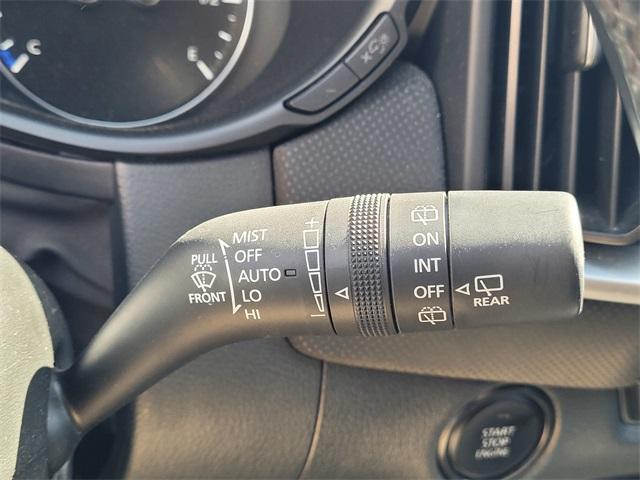 C
E
PULL
FRONT
MIST
OFF
AUTO
LO
HI
+
−
ON
INT
OFF
REAR
START
STOP
ENGINE